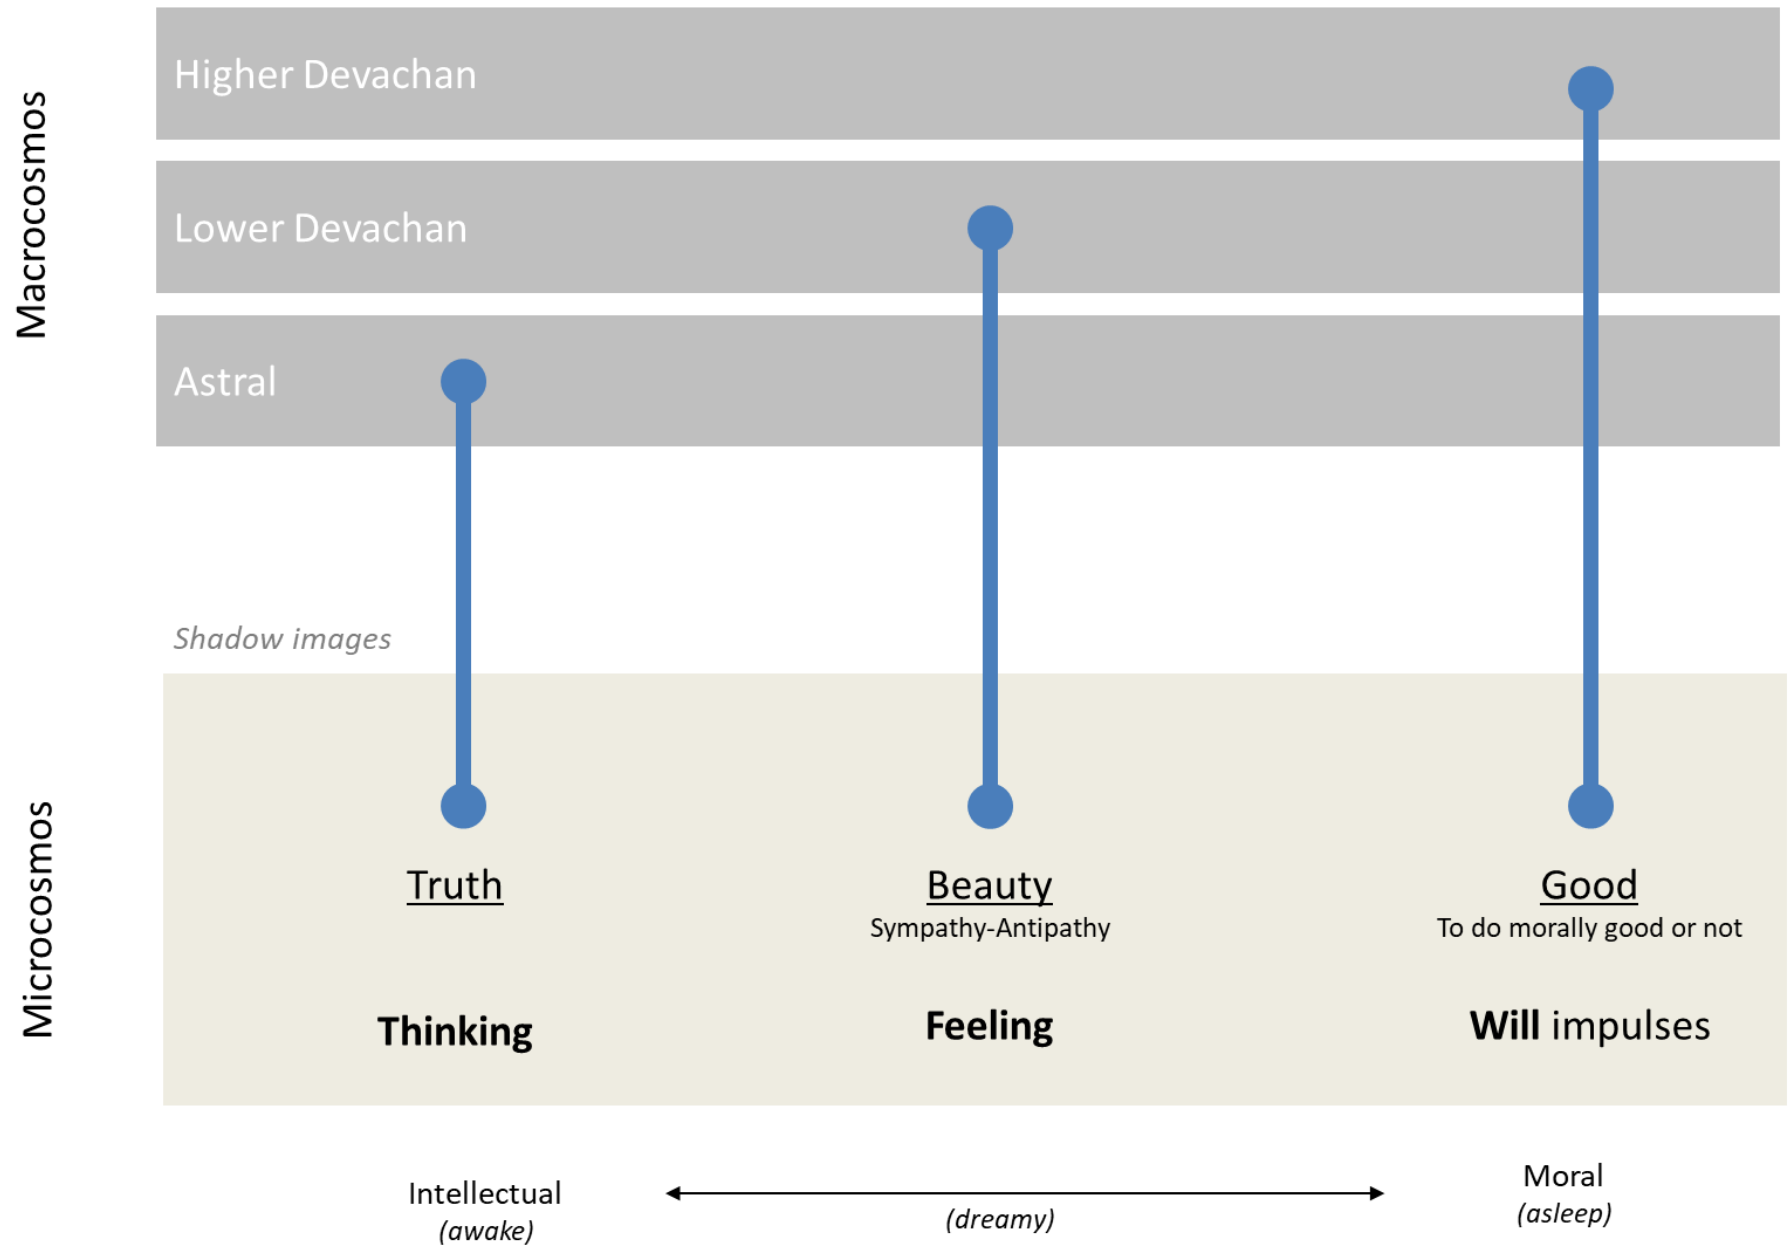 Macrocosmos
Higher Devachan
Lower Devachan
Astral
Shadow images
Microcosmos
Truth
Beauty
Sympathy-Antipathy
Good
To do morally good or not
Thinking
Feeling
Will impulses
Intellectual
(awake)
(dreamy)
Moral
(asleep)